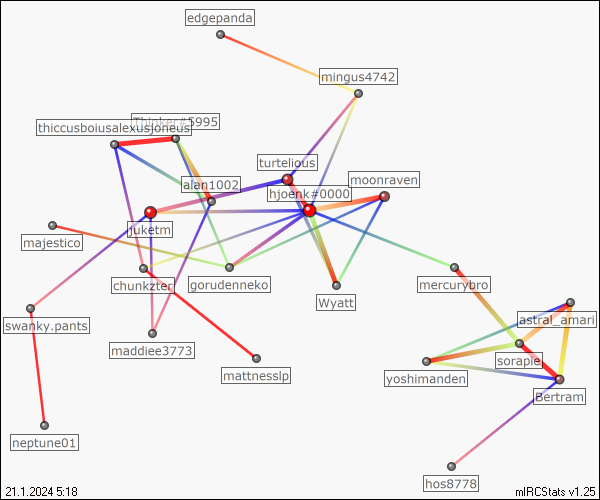 edgepanda
mingus4742
Thinker#5995
thiccusboiusalexusjoneus
turtelious
moonraven
alan1002
hjoenk#0000
juketm
majestico
chunkzter
gorudenneko
mercurybro
Wyatt
astral_amari
swanky.pants
maddiee3773
sorapie
mattnesslp
yoshimanden
Bertram
neptune01
hos8778
21.1.2024 5:18
mIRCStats v1.25